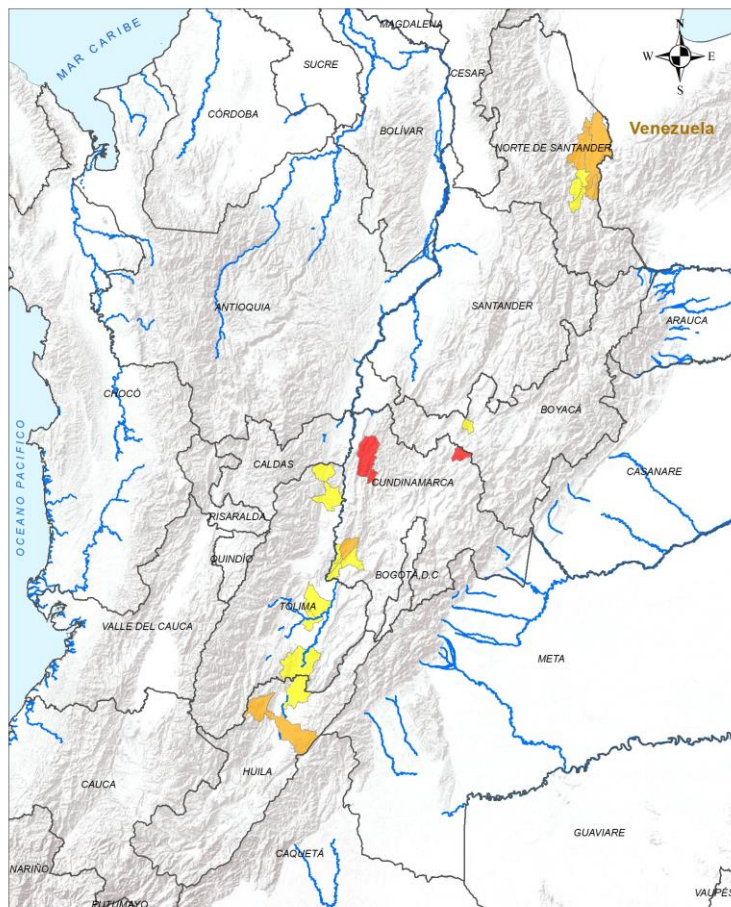 MAGDALENA
MAR CARIBE
N
SUCRE
CESAR
W
E
CÓRDOBA
S
BOLÍVAR
Venezuela
NORTE DE SANTANDER
ANTIOQUIA
SANTANDER
ARAUCA
CHOCÓ
BOYACÁ
CALDAS
CASANARE
CUNDINAMARCA
OCEANO PACIFICO
RISARALDA
QUINDÍO
BOGOTÁ, D.C
TOLIMA
VALLE DEL CAUCA
META
HUILA
CAUCA
GUAVIARE
CAQUETÁ
NARIÑO
VAUPÉS
PUTUMAYO